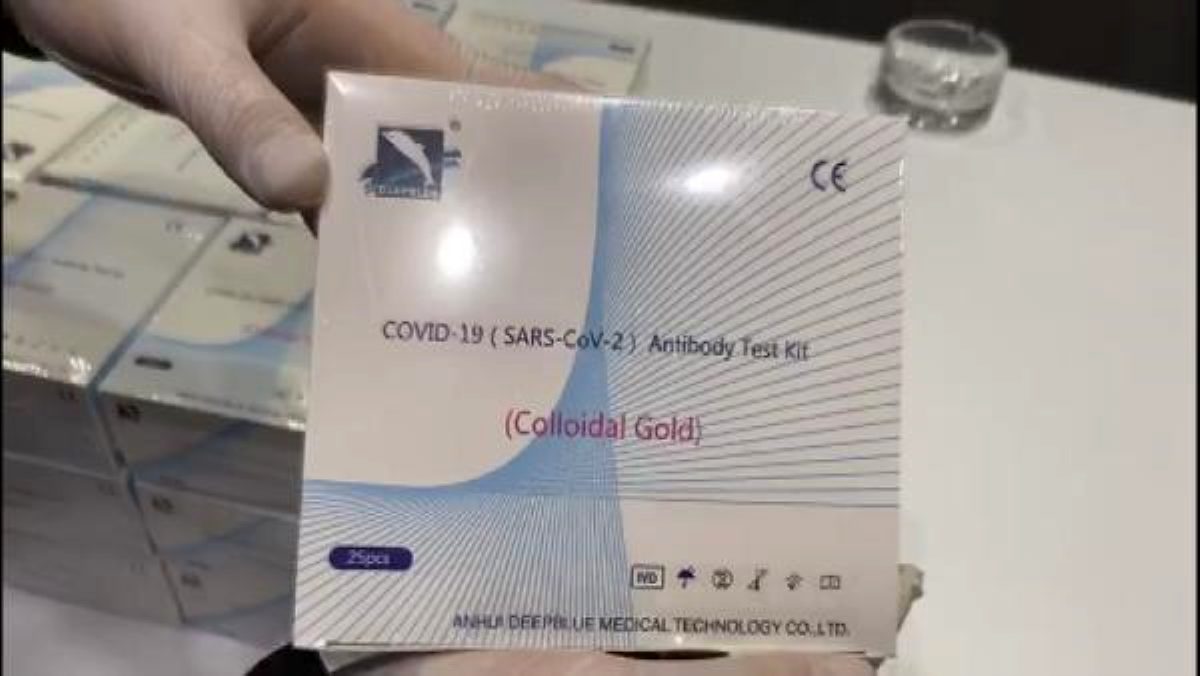 DEEPBLUE
®
CE
COVID-19 ( SARS-CoV-2 ) Antibody Test Kit
(Colloidal Gold)
25pcs
IVD
ANHUI DEEPBLUE MEDICAL TECHNOLOGY CO.,LTD.